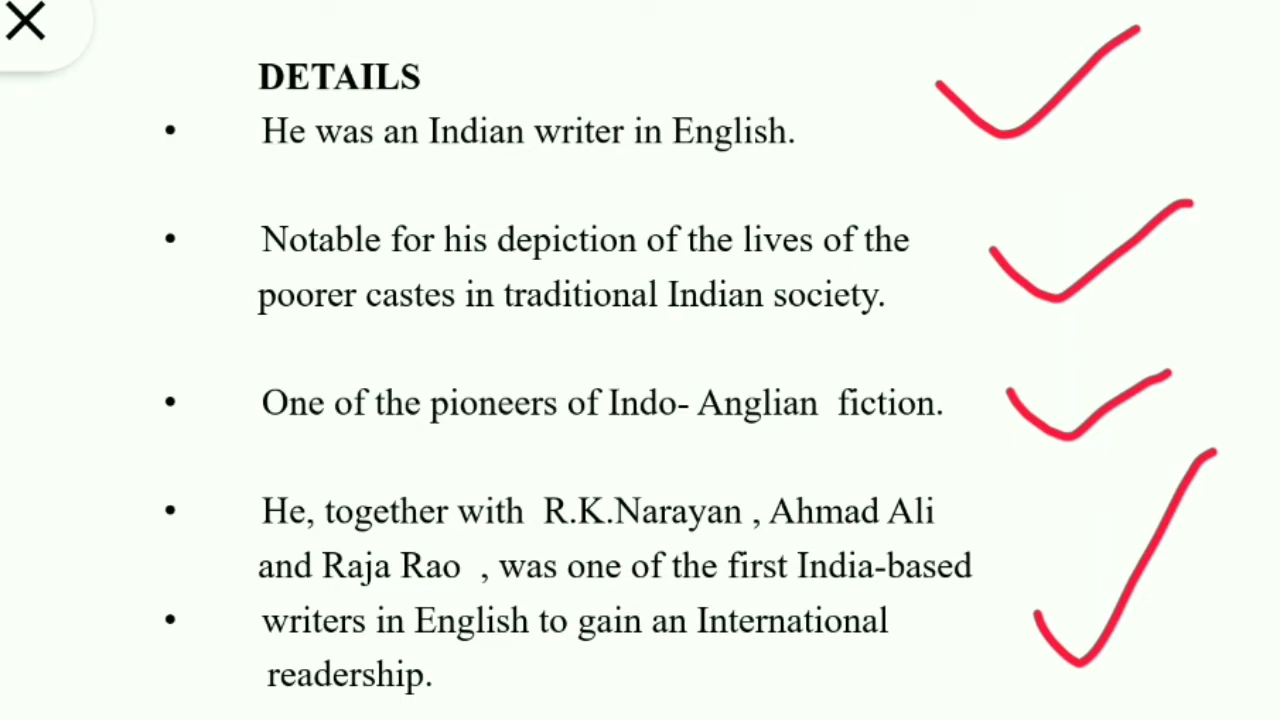 DETAILS
• He was an Indian writer in English.
• Notable for his depiction of the lives of the
poorer castes in traditional Indian society.
• One of the pioneers of Indo- Anglian fiction.
• He, together with R.K.Narayan , Ahmad Ali
and Raja Rao , was one of the first India-based
• writers in English to gain an International
readership.